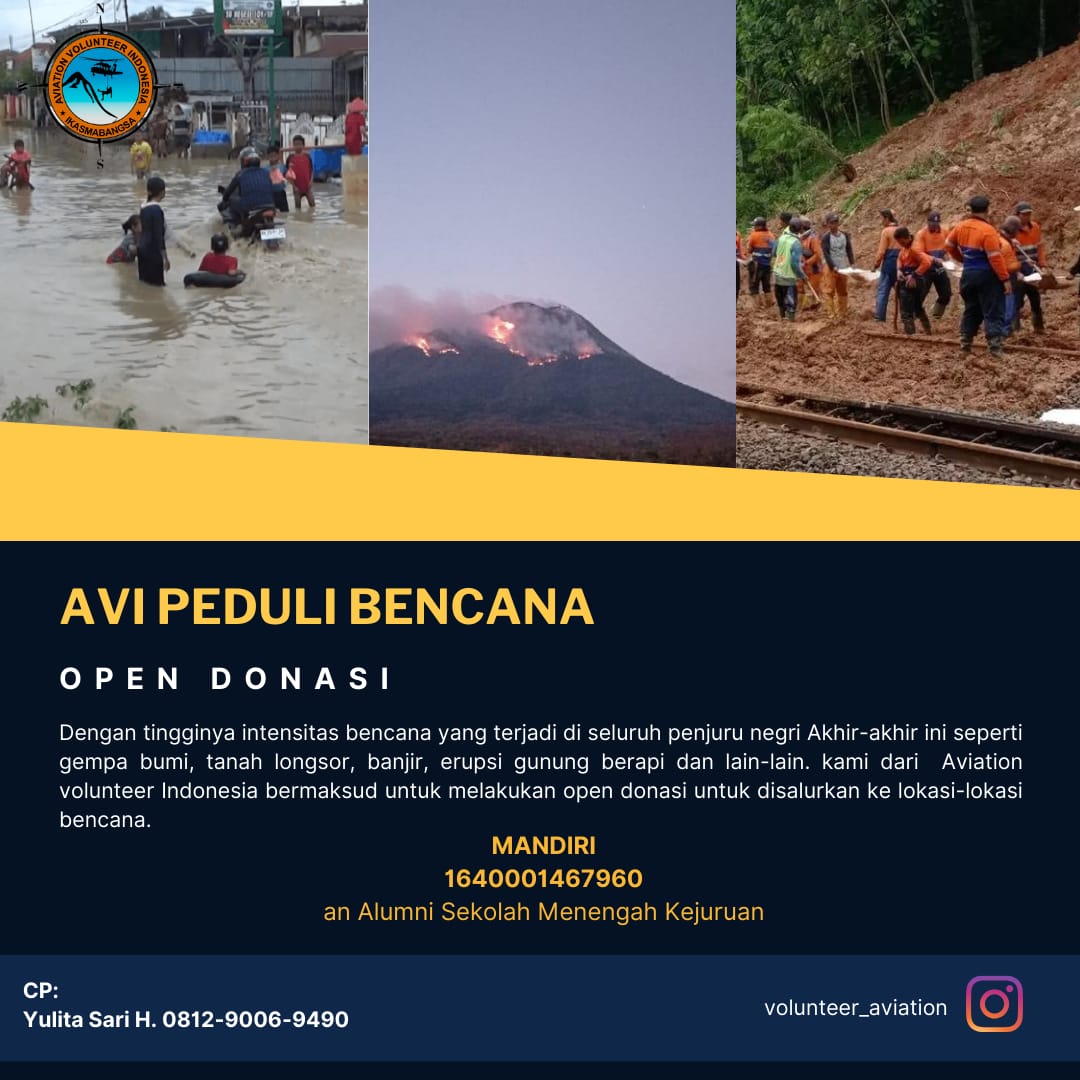 N
AVIATION VOLUNTEER INDONESIA
IKASMABANGSA
S
AVI PEDULI BENCANA
OPEN DONASI
Dengan tingginya intensitas bencana yang terjadi di seluruh penjuru negri Akhir-akhir ini seperti
gempa bumi, tanah longsor, banjir, erupsi gunung berapi dan lain-lain. kami dari Aviation
volunteer Indonesia bermaksud untuk melakukan open donasi untuk disalurkan ke lokasi-lokasi
bencana.
MANDIRI
1640001467960
an Alumni Sekolah Menengah Kejuruan
CP:
Yulita Sari H. 0812-9006-9490
volunteer_aviation